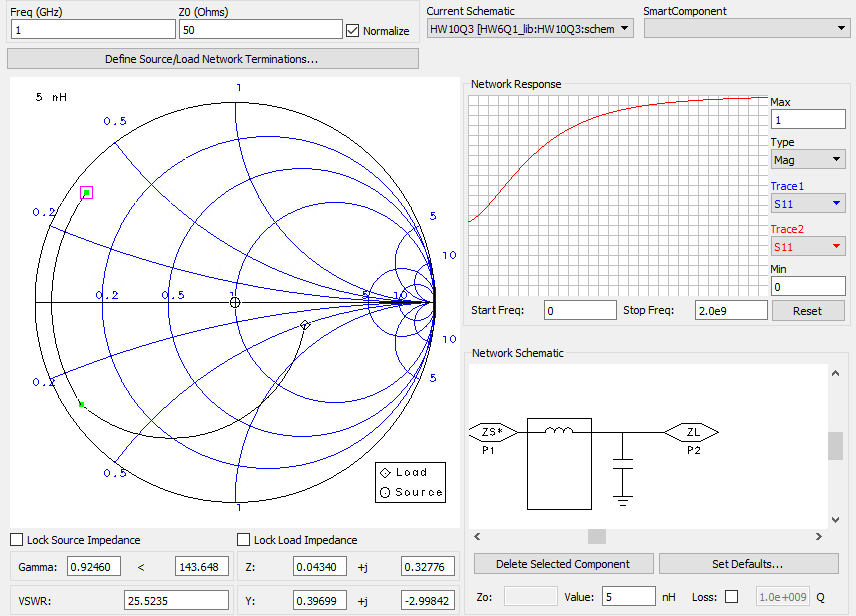 Freq (GHz) Z0 (Ohms) Current Schematic SmartComponent
1 50 Normalize HW10Q3 [HW6Q1_lib:HW10Q3:schem
Define Source/Load Network Terminations...
5 nH
1
0.5
0.2
5
10
0.2 0.5 1 5 10
10
0.2
5
0.5
1
Load
Source
Network Response
Max
1
Type
Mag
Trace1
S11
Trace2
S11
Min
0
Start Freq: 0 Stop Freq: 2.0e9 Reset
Network Schematic
ZS* ZL
P1 P2
Lock Source Impedance Lock Load Impedance
Gamma: 0.92460 < 143.648 Z: 0.04340 +j 0.32776
VSWR: 25.5235 Y: 0.39699 +j -2.99842
Delete Selected Component Set Defaults...
Zo: Value: 5 nH Loss: 1.0e+009 Q